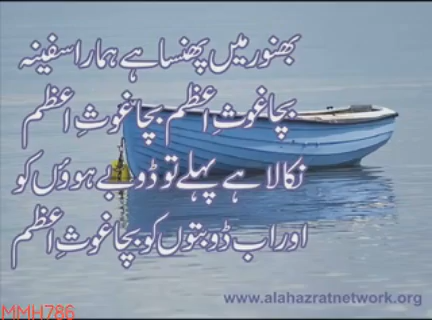 بھنور میں پھنسا ہے ہمارا سفینہ
بچا غوثِ اعظم بچا غوثِ اعظم
نکالا ہے پہلے تو ڈوبے ہوؤں کو
اور اب ڈوبتوں کو بچا غوثِ اعظم
www.alahazratnetwork.org
MMH786